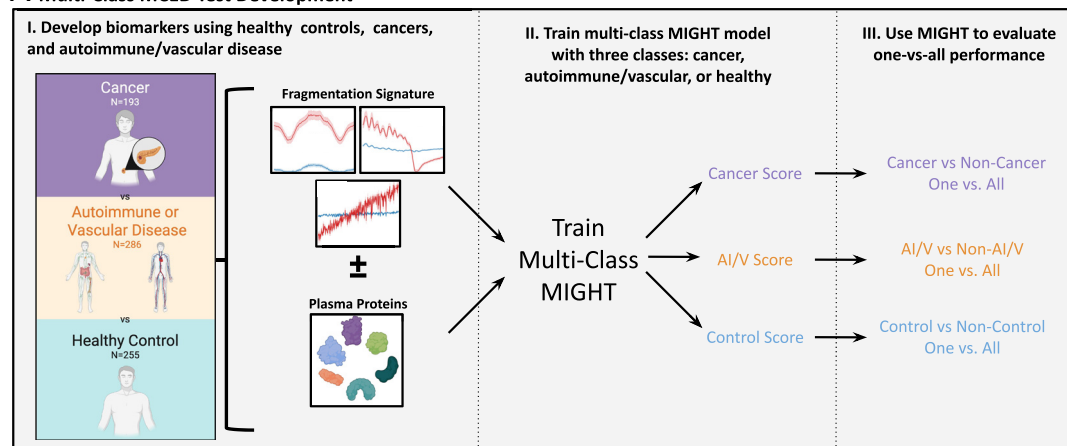 I. Develop biomarkers using healthy controls, cancers,
and autoimmune/vascular disease
Cancer
N=193
vs
Autoimmune or
Vascular Disease
N=286
vs
Healthy Control
N=255
Fragmentation Signature
±
Plasma Proteins
II. Train multi-class MIGHT model
with three classes: cancer,
autoimmune/vascular, or healthy
Train
Multi-Class
MIGHT
Cancer Score
AI/V Score
Control Score
III. Use MIGHT to evaluate
one-vs-all performance
Cancer vs Non-Cancer
One vs. All
AI/V vs Non-AI/V
One vs. All
Control vs Non-Control
One vs. All